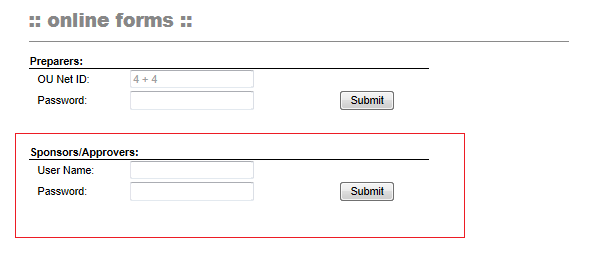 :: online forms ::
Preparers:
OU Net ID: 4 + 4
Password: Submit
Sponsors/Approvers:
User Name:
Password: Submit